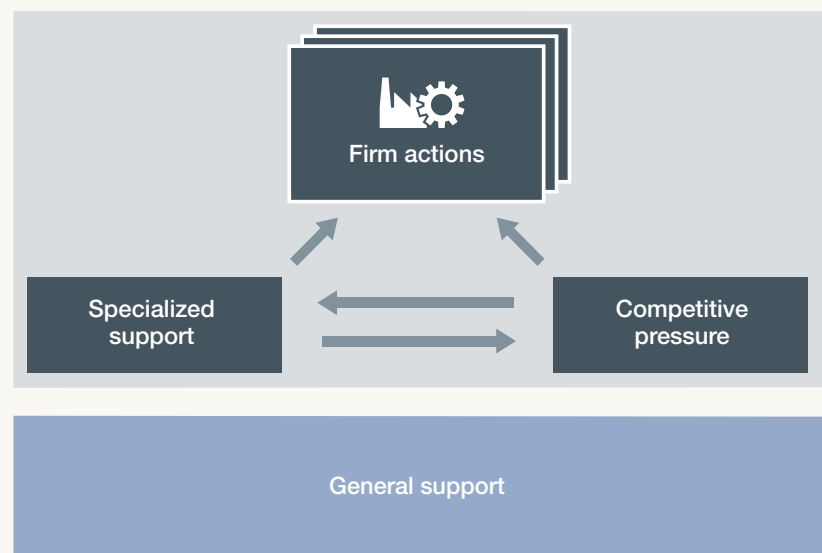 Firm actions
Specialized
support
Competitive
pressure
General support